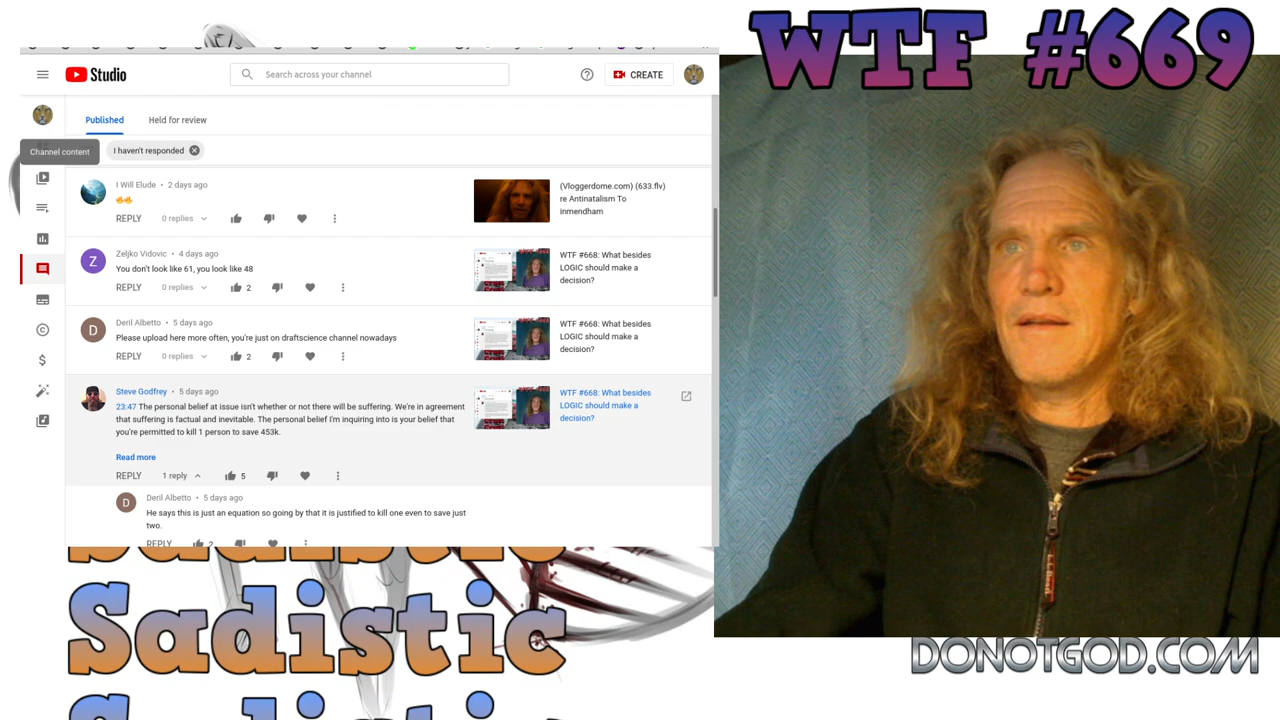 WTF #669
Studio
Search across your channel
CREATE
Published
Held for review
Channel content
I haven't responded
I Will Elude • 2 days ago
🔥🔥
REPLY 0 replies
(Vloggerdome.com) (633.flv)
re Antinatalism To
inmendham
Zeljko Vidovic • 4 days ago
You don't look like 61, you look like 48
REPLY 0 replies 2
WTF #668: What besides
LOGIC should make a
decision?
Deril Albetto • 5 days ago
Please upload here more often, you're just on draftscience channel nowadays
REPLY 0 replies 2
WTF #668: What besides
LOGIC should make a
decision?
Steve Godfrey • 5 days ago
23:47 The personal belief at issue isn't whether or not there will be suffering. We're in agreement
that suffering is factual and inevitable. The personal belief I'm inquiring into is your belief that
you're permitted to kill 1 person to save 453k.
Read more
REPLY 1 reply 5
WTF #668: What besides
LOGIC should make a
decision?
Deril Albetto • 5 days ago
He says this is just an equation so going by that it is justified to kill one even to save just
two.
REPLY 2
Sadistic
Sadistic
Sadistic
DONOTGOD.COM